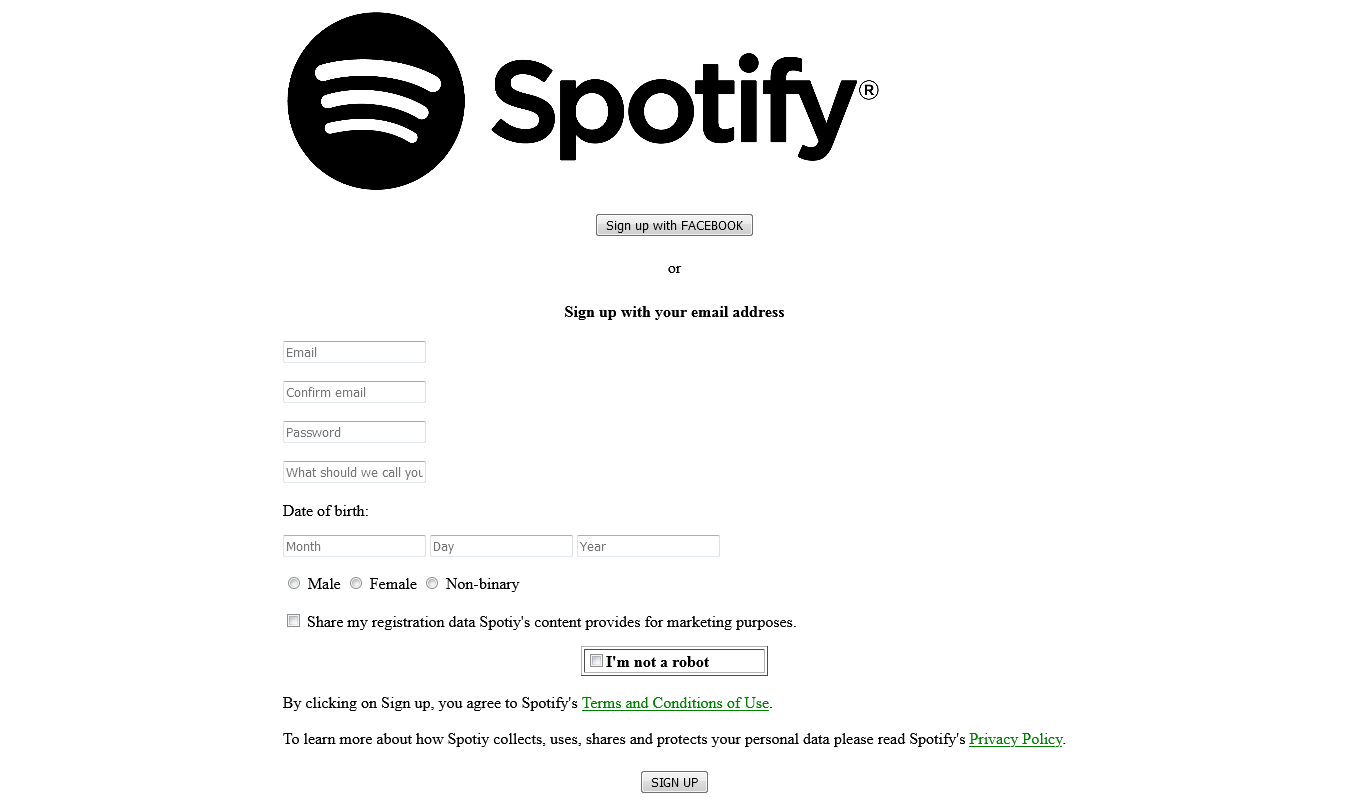 Spotify®
Sign up with FACEBOOK
or
Sign up with your email address
Email
Confirm email
Password
What should we call you
Date of birth:
Month Day Year
Male Female Non-binary
Share my registration data Spotiy's content provides for marketing purposes.
I'm not a robot
By clicking on Sign up, you agree to Spotify's Terms and Conditions of Use.
To learn more about how Spotiy collects, uses, shares and protects your personal data please read Spotify's Privacy Policy.
SIGN UP